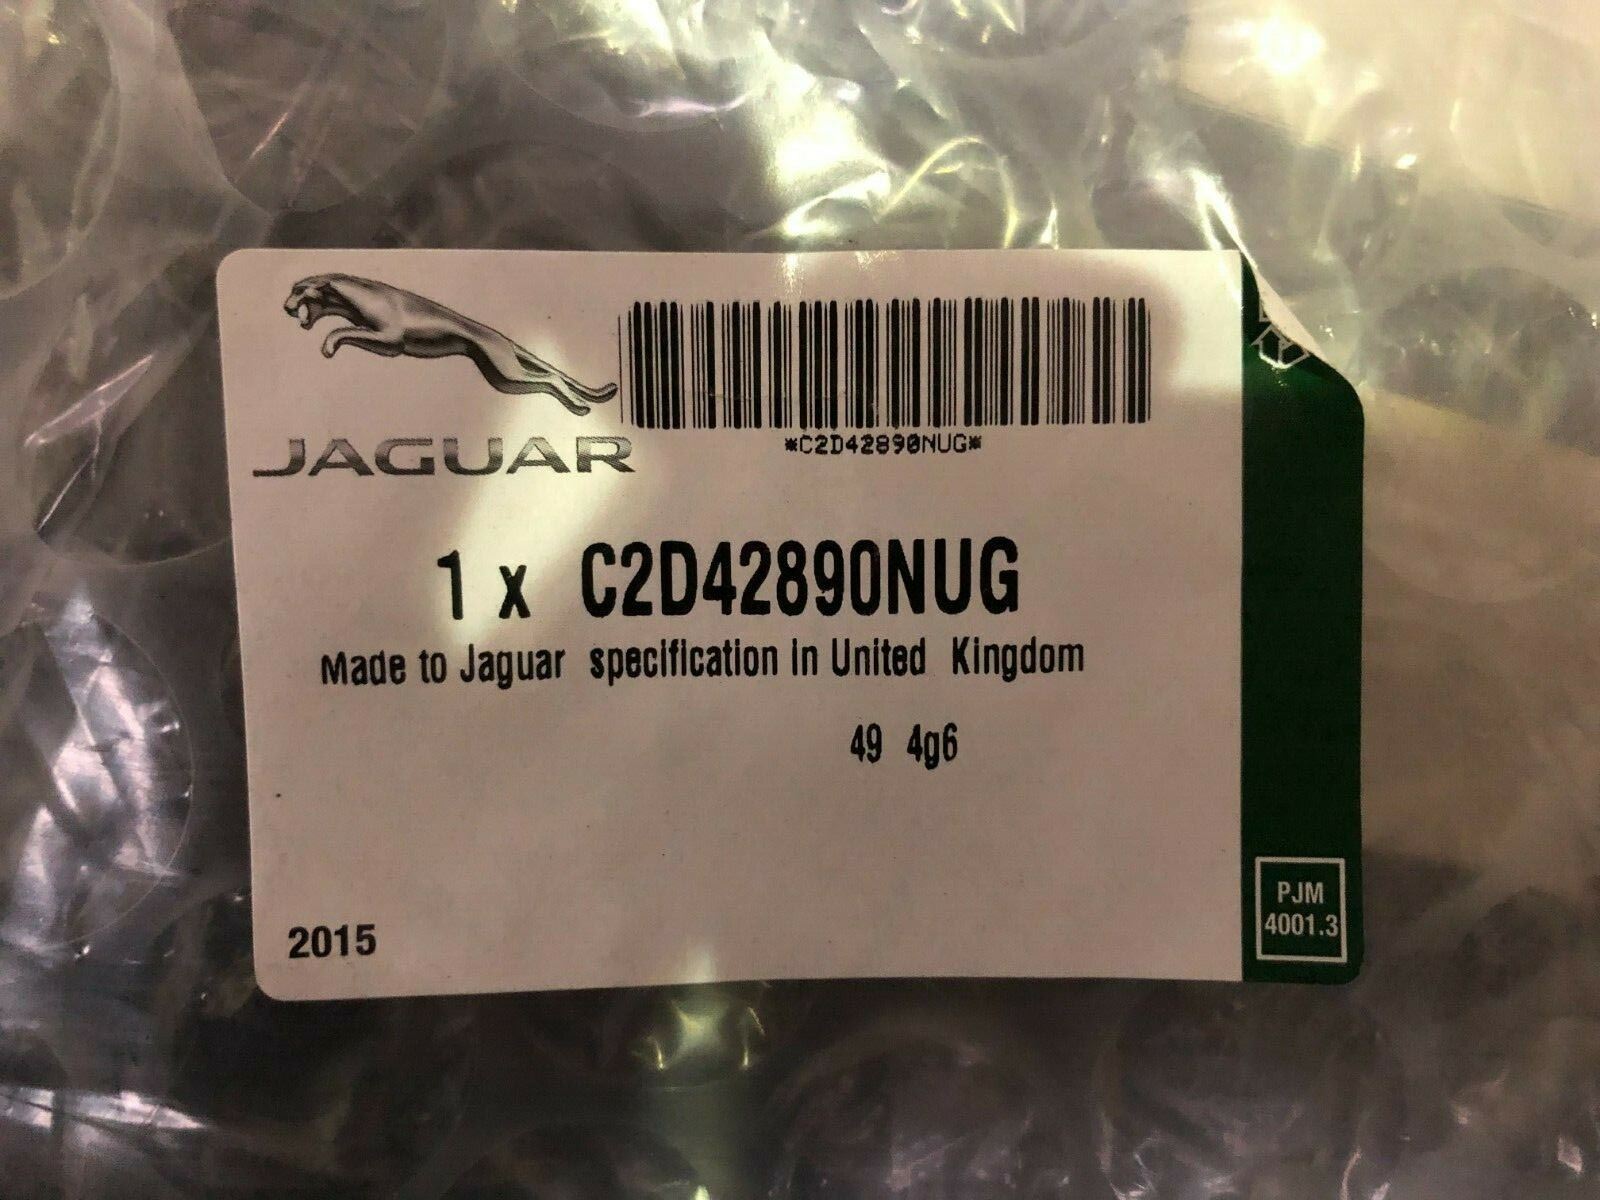 JAGUAR
*C2D42890NUG*
1 x C2D42890NUG
Made to Jaguar specification in United Kingdom
49 4g6
2015
PJM
4001.3